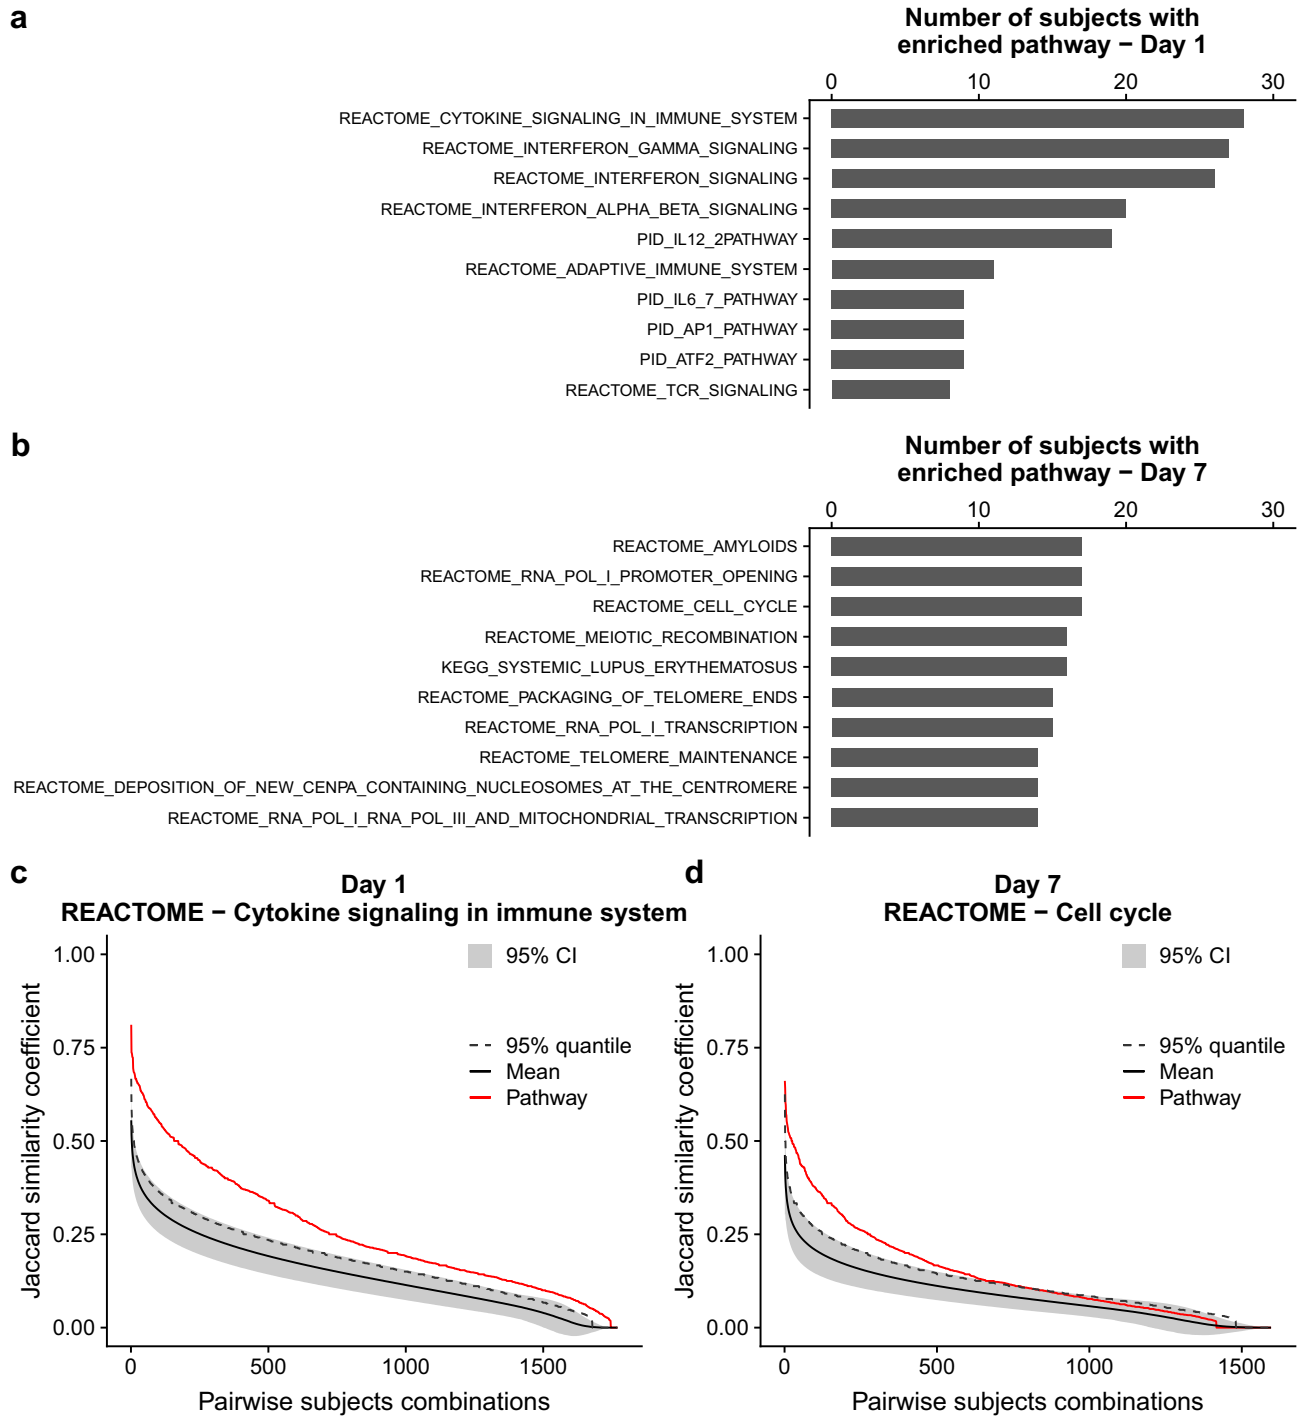 a
Number of subjects with
enriched pathway − Day 1
0 10 20 30
REACTOME_CYTOKINE_SIGNALING_IN_IMMUNE_SYSTEM
REACTOME_INTERFERON_GAMMA_SIGNALING
REACTOME_INTERFERON_SIGNALING
REACTOME_INTERFERON_ALPHA_BETA_SIGNALING
PID_IL12_2PATHWAY
REACTOME_ADAPTIVE_IMMUNE_SYSTEM
PID_IL6_7_PATHWAY
PID_AP1_PATHWAY
PID_ATF2_PATHWAY
REACTOME_TCR_SIGNALING
b
Number of subjects with
enriched pathway − Day 7
0 10 20 30
REACTOME_AMYLOIDS
REACTOME_RNA_POL_I_PROMOTER_OPENING
REACTOME_CELL_CYCLE
REACTOME_MEIOTIC_RECOMBINATION
KEGG_SYSTEMIC_LUPUS_ERYTHEMATOSUS
REACTOME_PACKAGING_OF_TELOMERE_ENDS
REACTOME_RNA_POL_I_TRANSCRIPTION
REACTOME_TELOMERE_MAINTENANCE
REACTOME_DEPOSITION_OF_NEW_CENPA_CONTAINING_NUCLEOSOMES_AT_THE_CENTROMERE
REACTOME_RNA_POL_I_RNA_POL_III_AND_MITOCHONDRIAL_TRANSCRIPTION
c
Day 1
REACTOME − Cytokine signaling in immune system
Jaccard similarity coefficient
1.00
0.75
0.50
0.25
0.00
95% CI
95% quantile
Mean
Pathway
0 500 1000 1500
Pairwise subjects combinations
d
Day 7
REACTOME − Cell cycle
Jaccard similarity coefficient
1.00
0.75
0.50
0.25
0.00
95% CI
95% quantile
Mean
Pathway
0 500 1000 1500
Pairwise subjects combinations